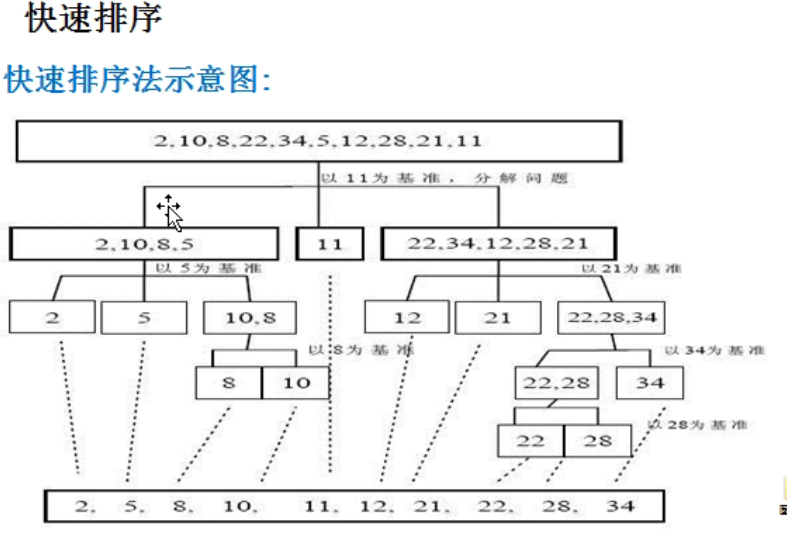 快速排序
快速排序法示意图:
2,10,8,22,34,5,12,28,21,11
以 11为 基 准 ， 分 解 问 题
2,10,8,5
11
22,34,12,28,21
以 5为 基 准
以 21为 基 准
2
5
10,8
12
21
22,28,34
以 8为 基 准
以 34为 基 准
8
10
22,28
34
以 28为 基 准
22
28
2, 5, 8, 10, 11, 12, 21, 22, 28, 34